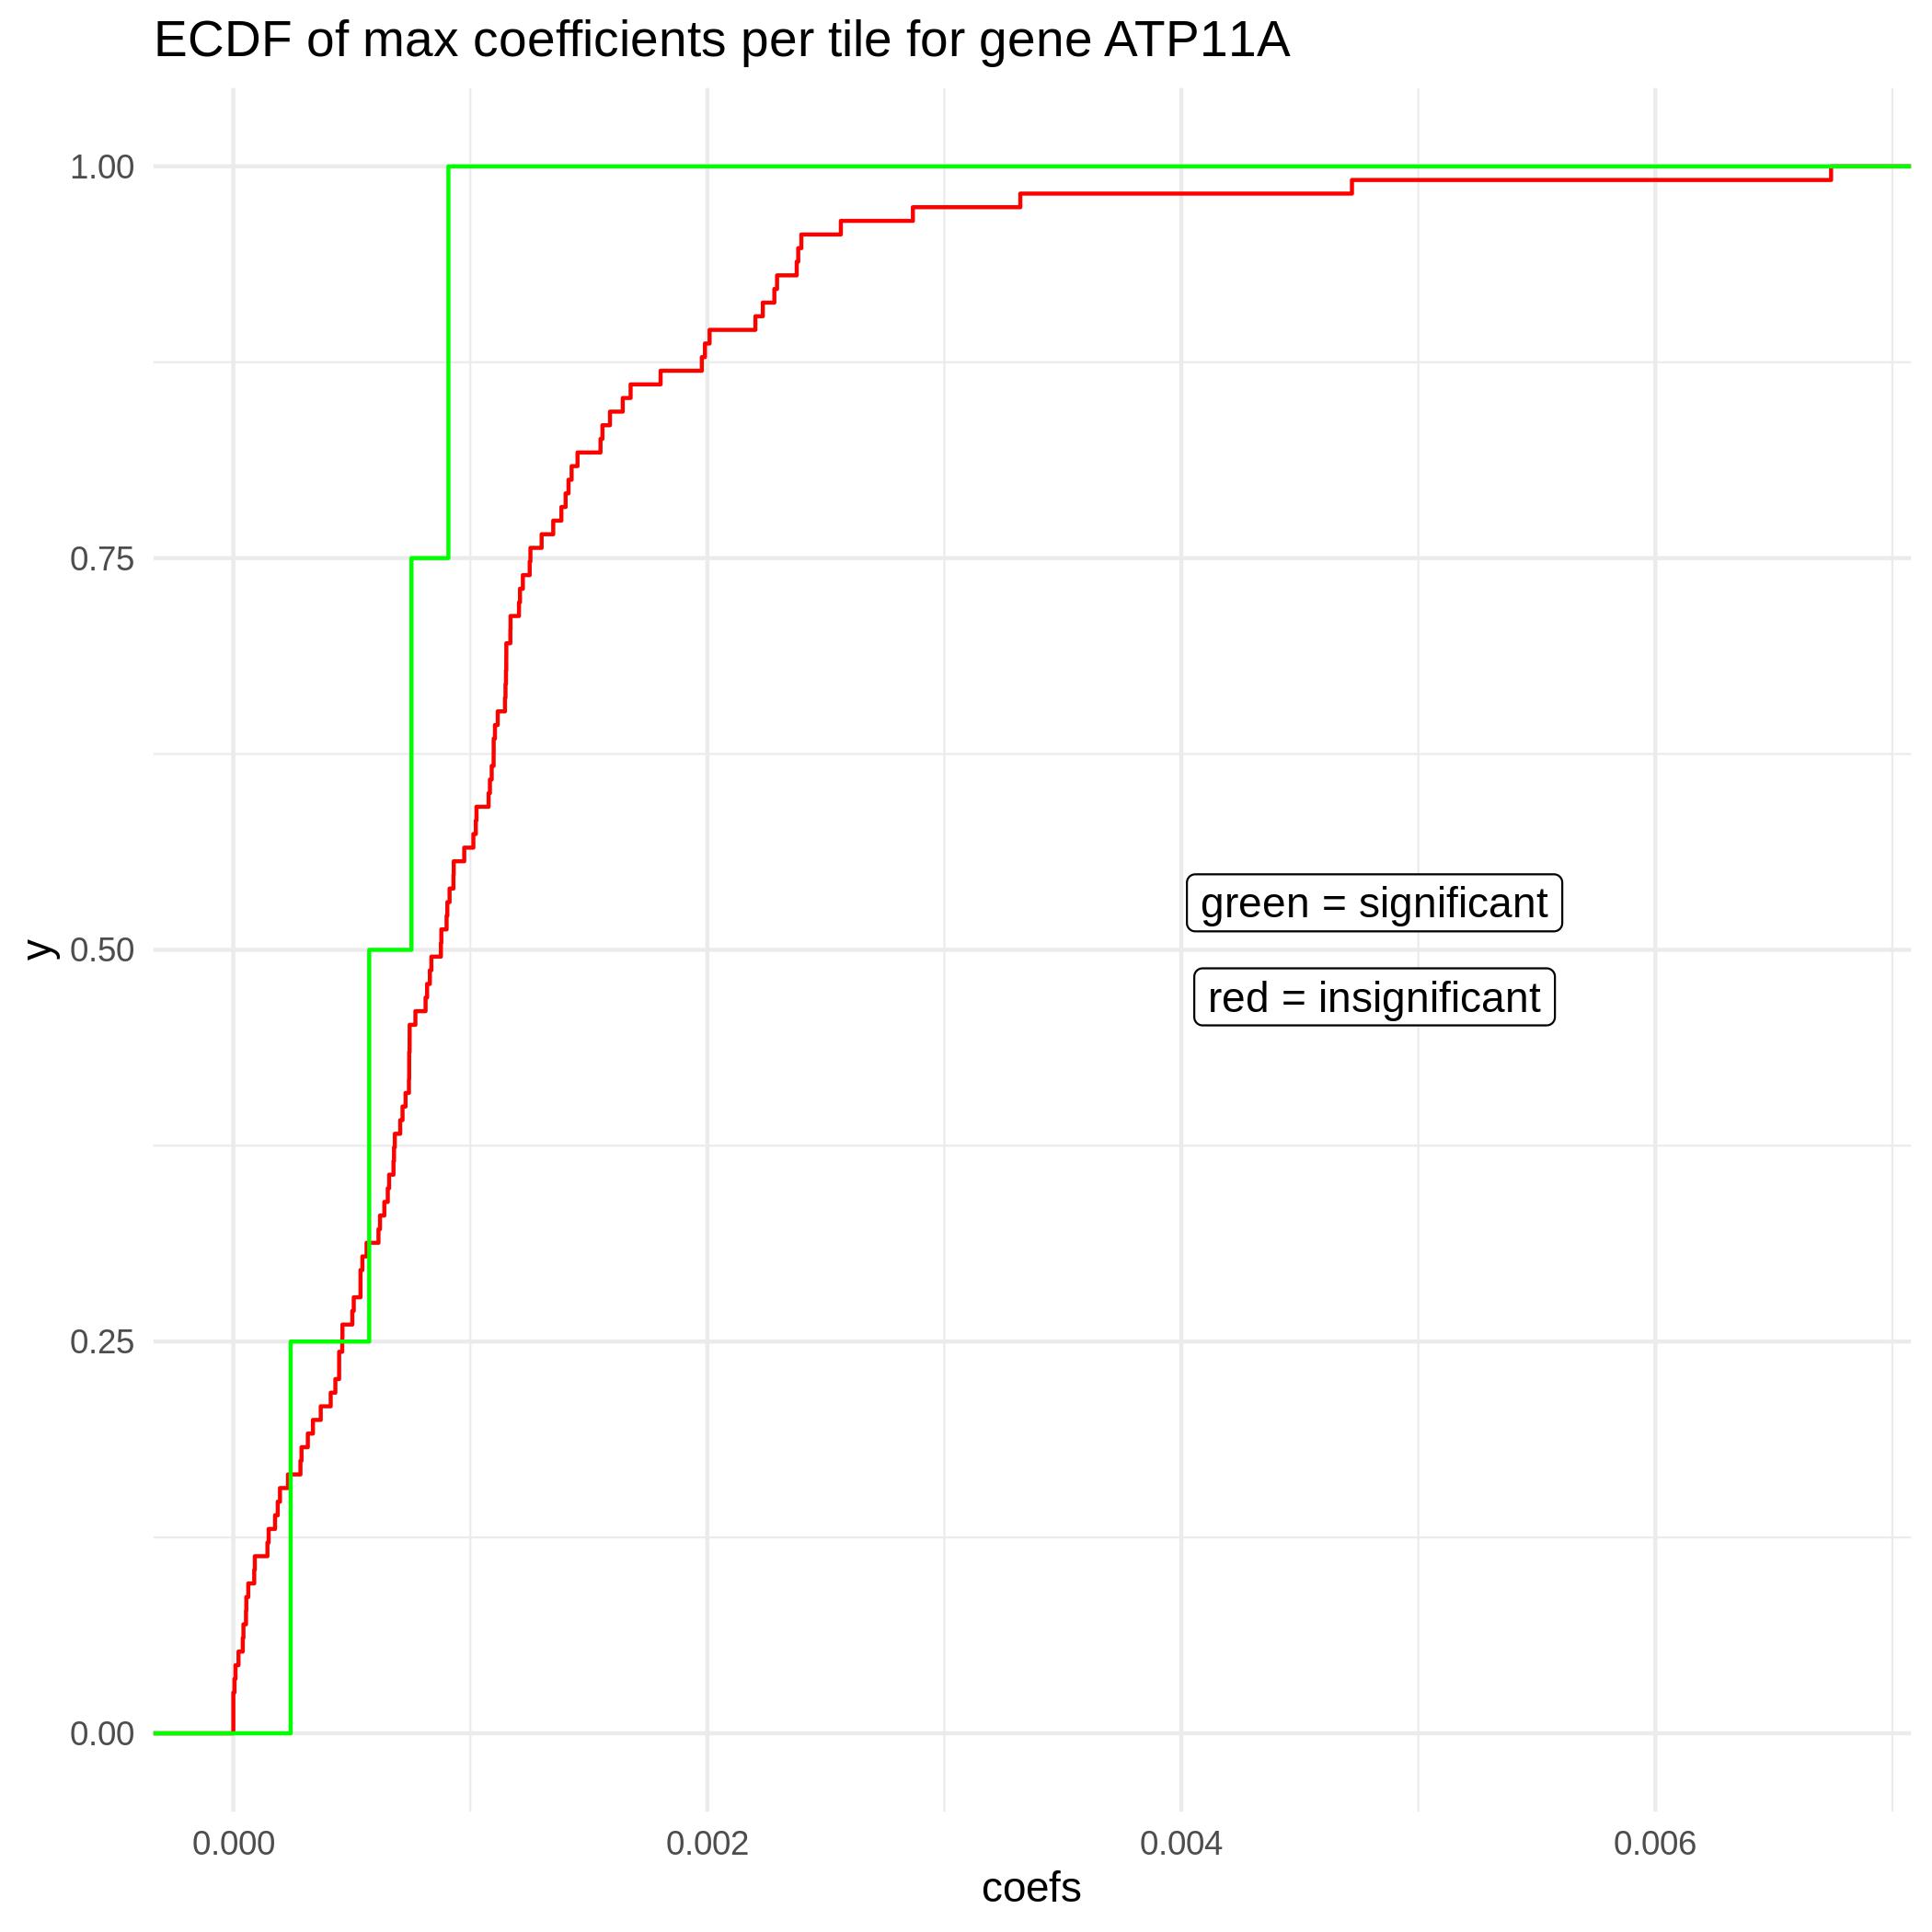 ECDF of max coefficients per tile for gene ATP11A
1.00
0.75
0.50
0.25
0.00
y
green = significant
red = insignificant
0.000 0.002 0.004 0.006
coefs